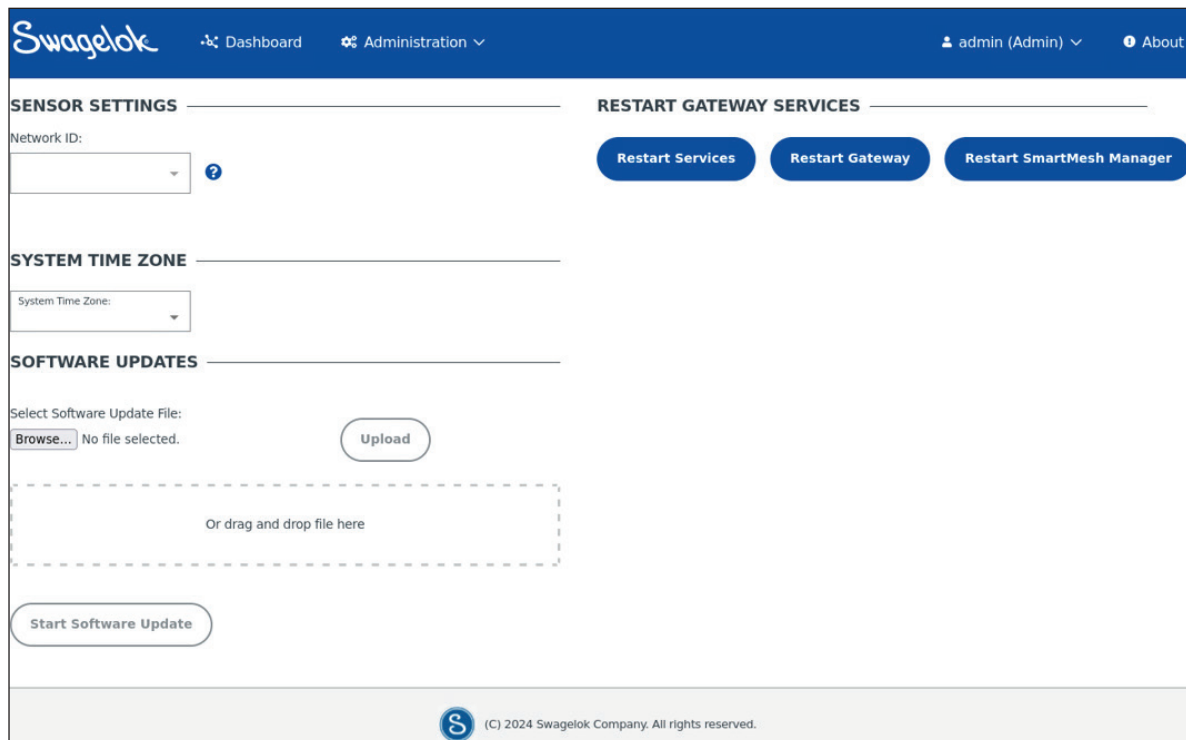 Swagelok Dashboard Administration admin (Admin) About
SENSOR SETTINGS
Network ID:
SYSTEM TIME ZONE
System Time Zone:
SOFTWARE UPDATES
Select Software Update File:
Browse... No file selected. Upload
Or drag and drop file here
Start Software Update
RESTART GATEWAY SERVICES
Restart Services Restart Gateway Restart SmartMesh Manager
S (C) 2024 Swagelok Company. All rights reserved.